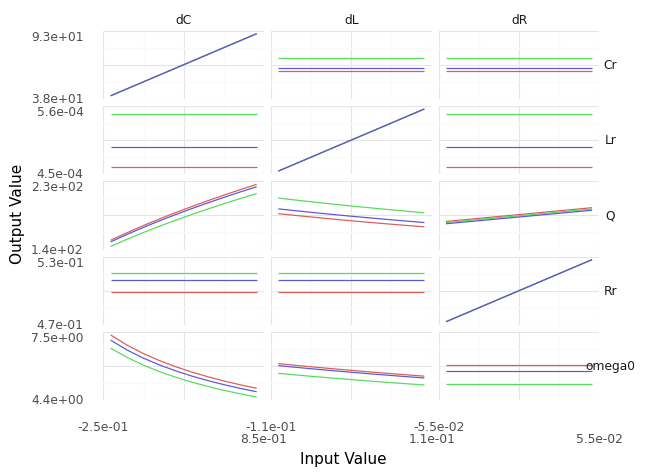 dC dL dR
9.3e+01
Cr
3.8e+01
5.6e-04
Lr
4.5e-04
2.3e+02
Q
1.4e+02
5.3e-01
Rr
4.7e-01
7.5e+00
omega0
4.4e+00
-2.5e-01 -1.1e-01 -5.5e-02
8.5e-01 1.1e-01 5.5e-02
Input Value
Output Value